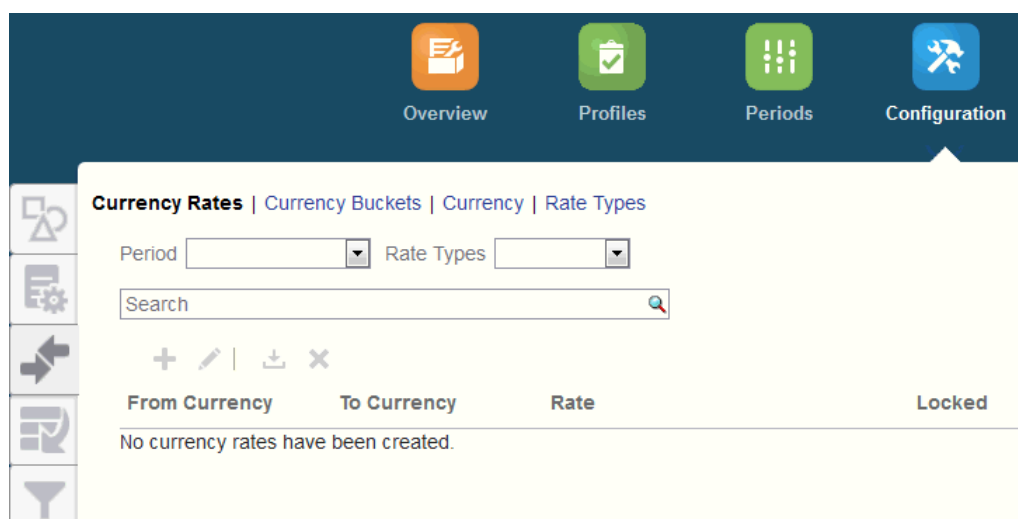 Overview Profiles Periods Configuration
Currency Rates | Currency Buckets | Currency | Rate Types
Period Rate Types
Search
From Currency To Currency Rate Locked
No currency rates have been created.